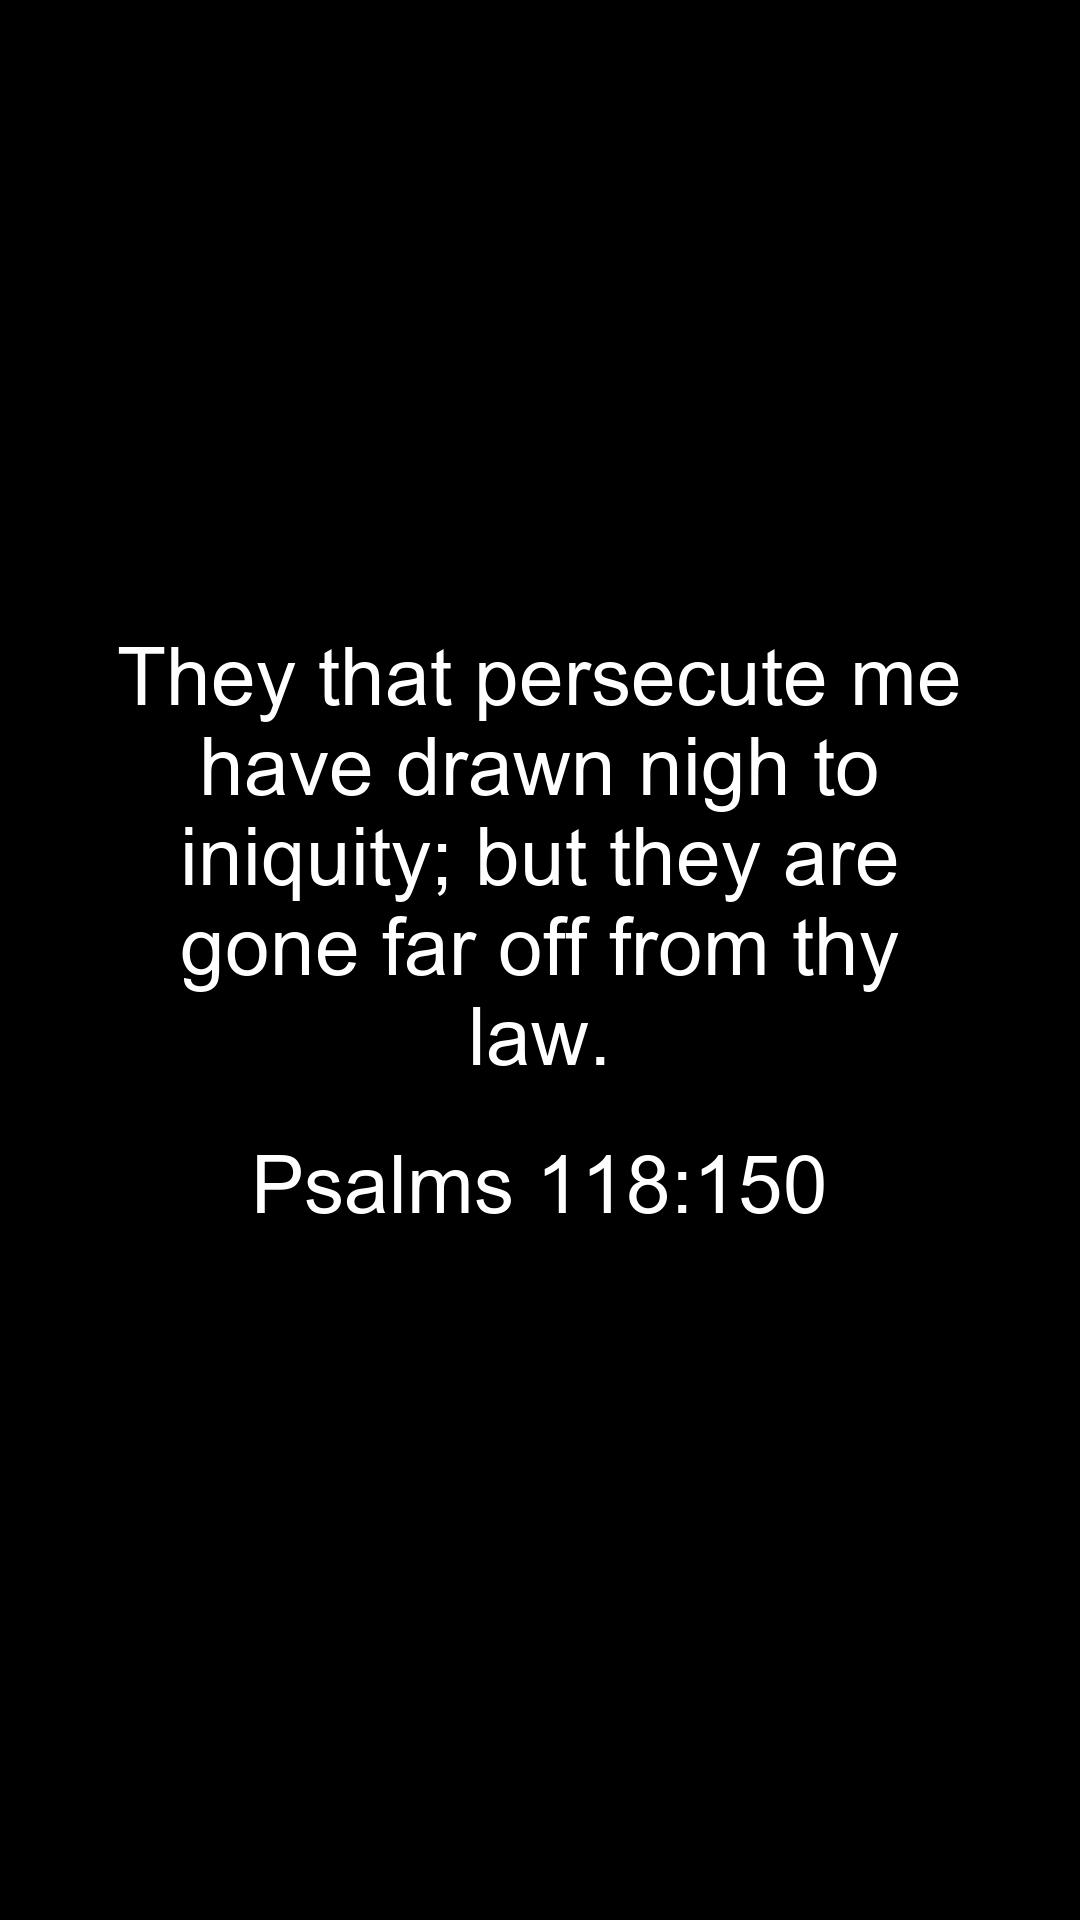 They that persecute me
have drawn nigh to
iniquity; but they are
gone far off from thy
law.
Psalms 118:150